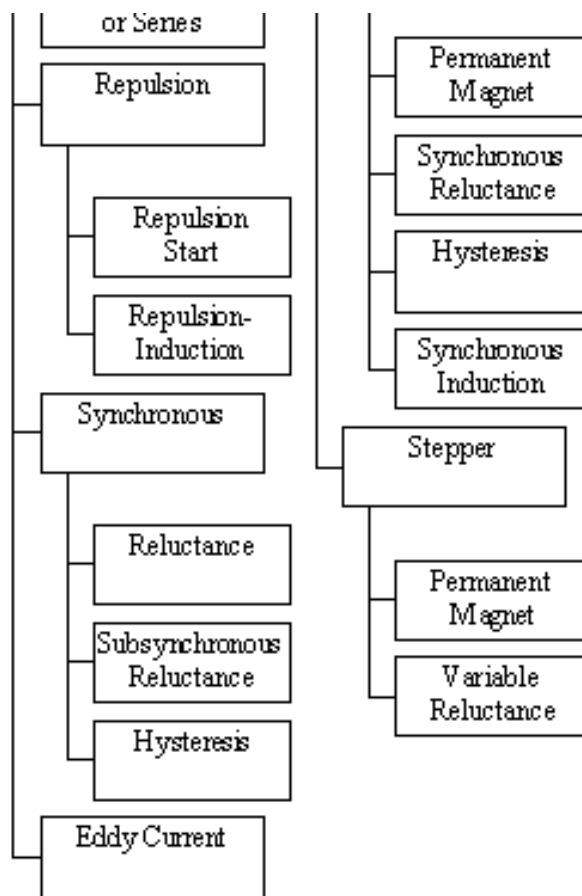 or Series
Repulsion
Repulsion
Start
Repulsion-
Induction
Synchronous
Reluctance
Subsynchronous
Reluctance
Hysteresis
Eddy Current
Permanent
Magnet
Synchronous
Reluctance
Hysteresis
Synchronous
Induction
Stepper
Permanent
Magnet
Variable
Reluctance